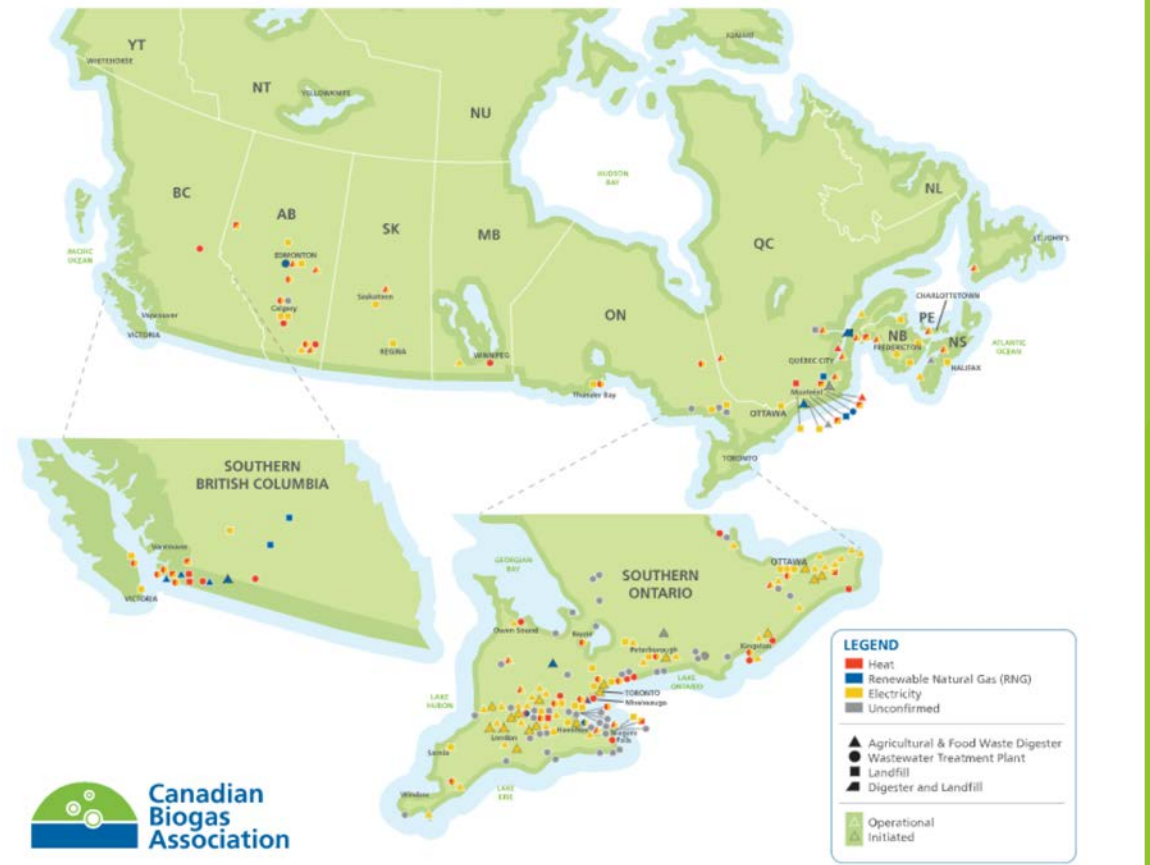 YT
WHITEHORSE
NT
YELLOWKNIFE
NU
IQALUIT
HUDSON
BAY
BC
AB
SK
MB
ON
QC
NL
ST. JOHN'S
PACIFIC
OCEAN
EDMONTON
Calgary
Saskatoon
REGINA
WINNIPEG
Vancouver
VICTORIA
Thunder Bay
CHARLOTTETOWN
PE
NB
FREDERICTON
NS
HALIFAX
ATLANTIC
OCEAN
QUEBEC CITY
Montreal
OTTAWA
TORONTO
SOUTHERN
BRITISH COLUMBIA
Vancouver
VICTORIA
GEORGIAN
BAY
SOUTHERN
ONTARIO
OTTAWA
Owen Sound
Barrie
Peterborough
Kingston
LAKE
ONTARIO
TORONTO
Mississauga
LAKE
HURON
Hamilton
Niagara
Falls
London
Sarnia
Windsor
LAKE
ERIE
LEGEND
Heat
Renewable Natural Gas (RNG)
Electricity
Unconfirmed
Agricultural & Food Waste Digester
Wastewater Treatment Plant
Landfill
Digester and Landfill
Operational
Initiated
Canadian
Biogas
Association